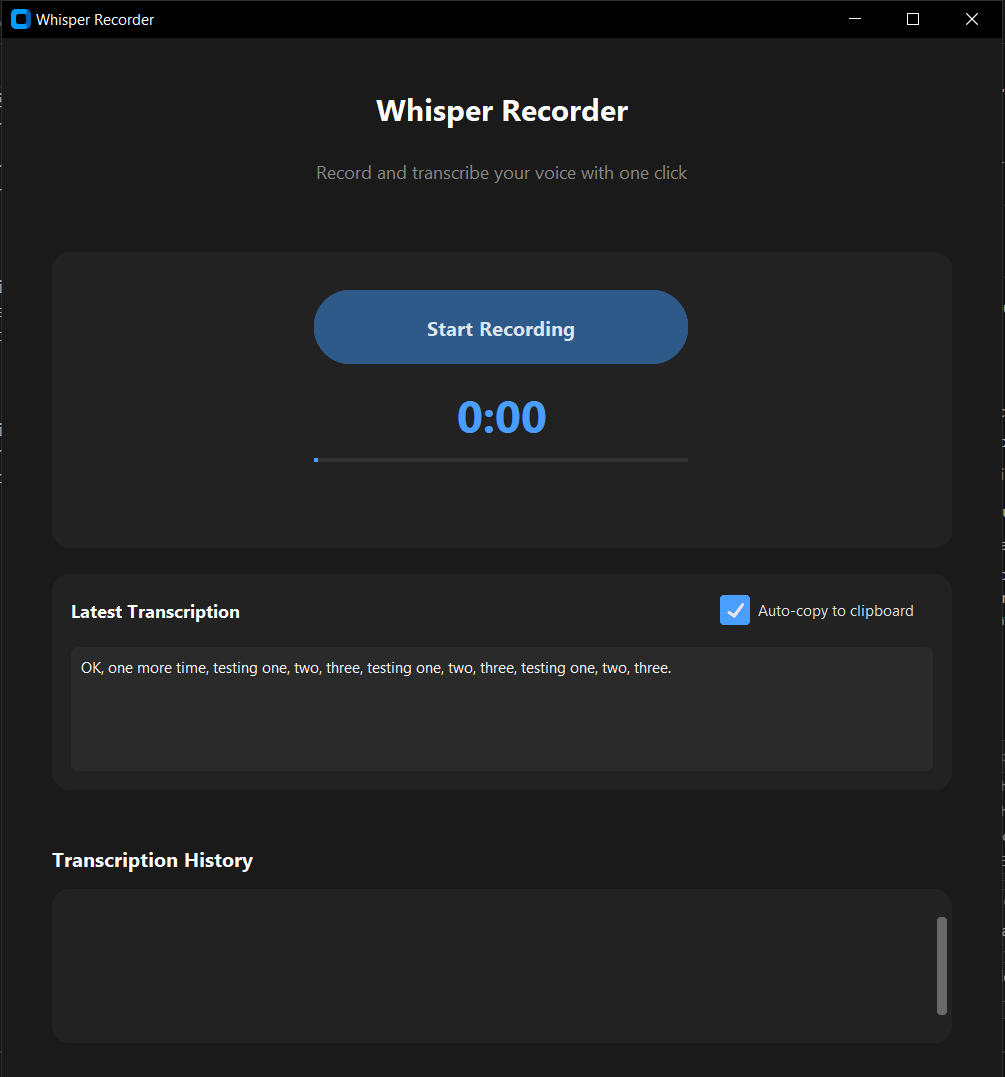 Whisper Recorder
Whisper Recorder
Record and transcribe your voice with one click
Start Recording
0:00
Latest Transcription
Auto-copy to clipboard
OK, one more time, testing one, two, three, testing one, two, three, testing one, two, three.
Transcription History